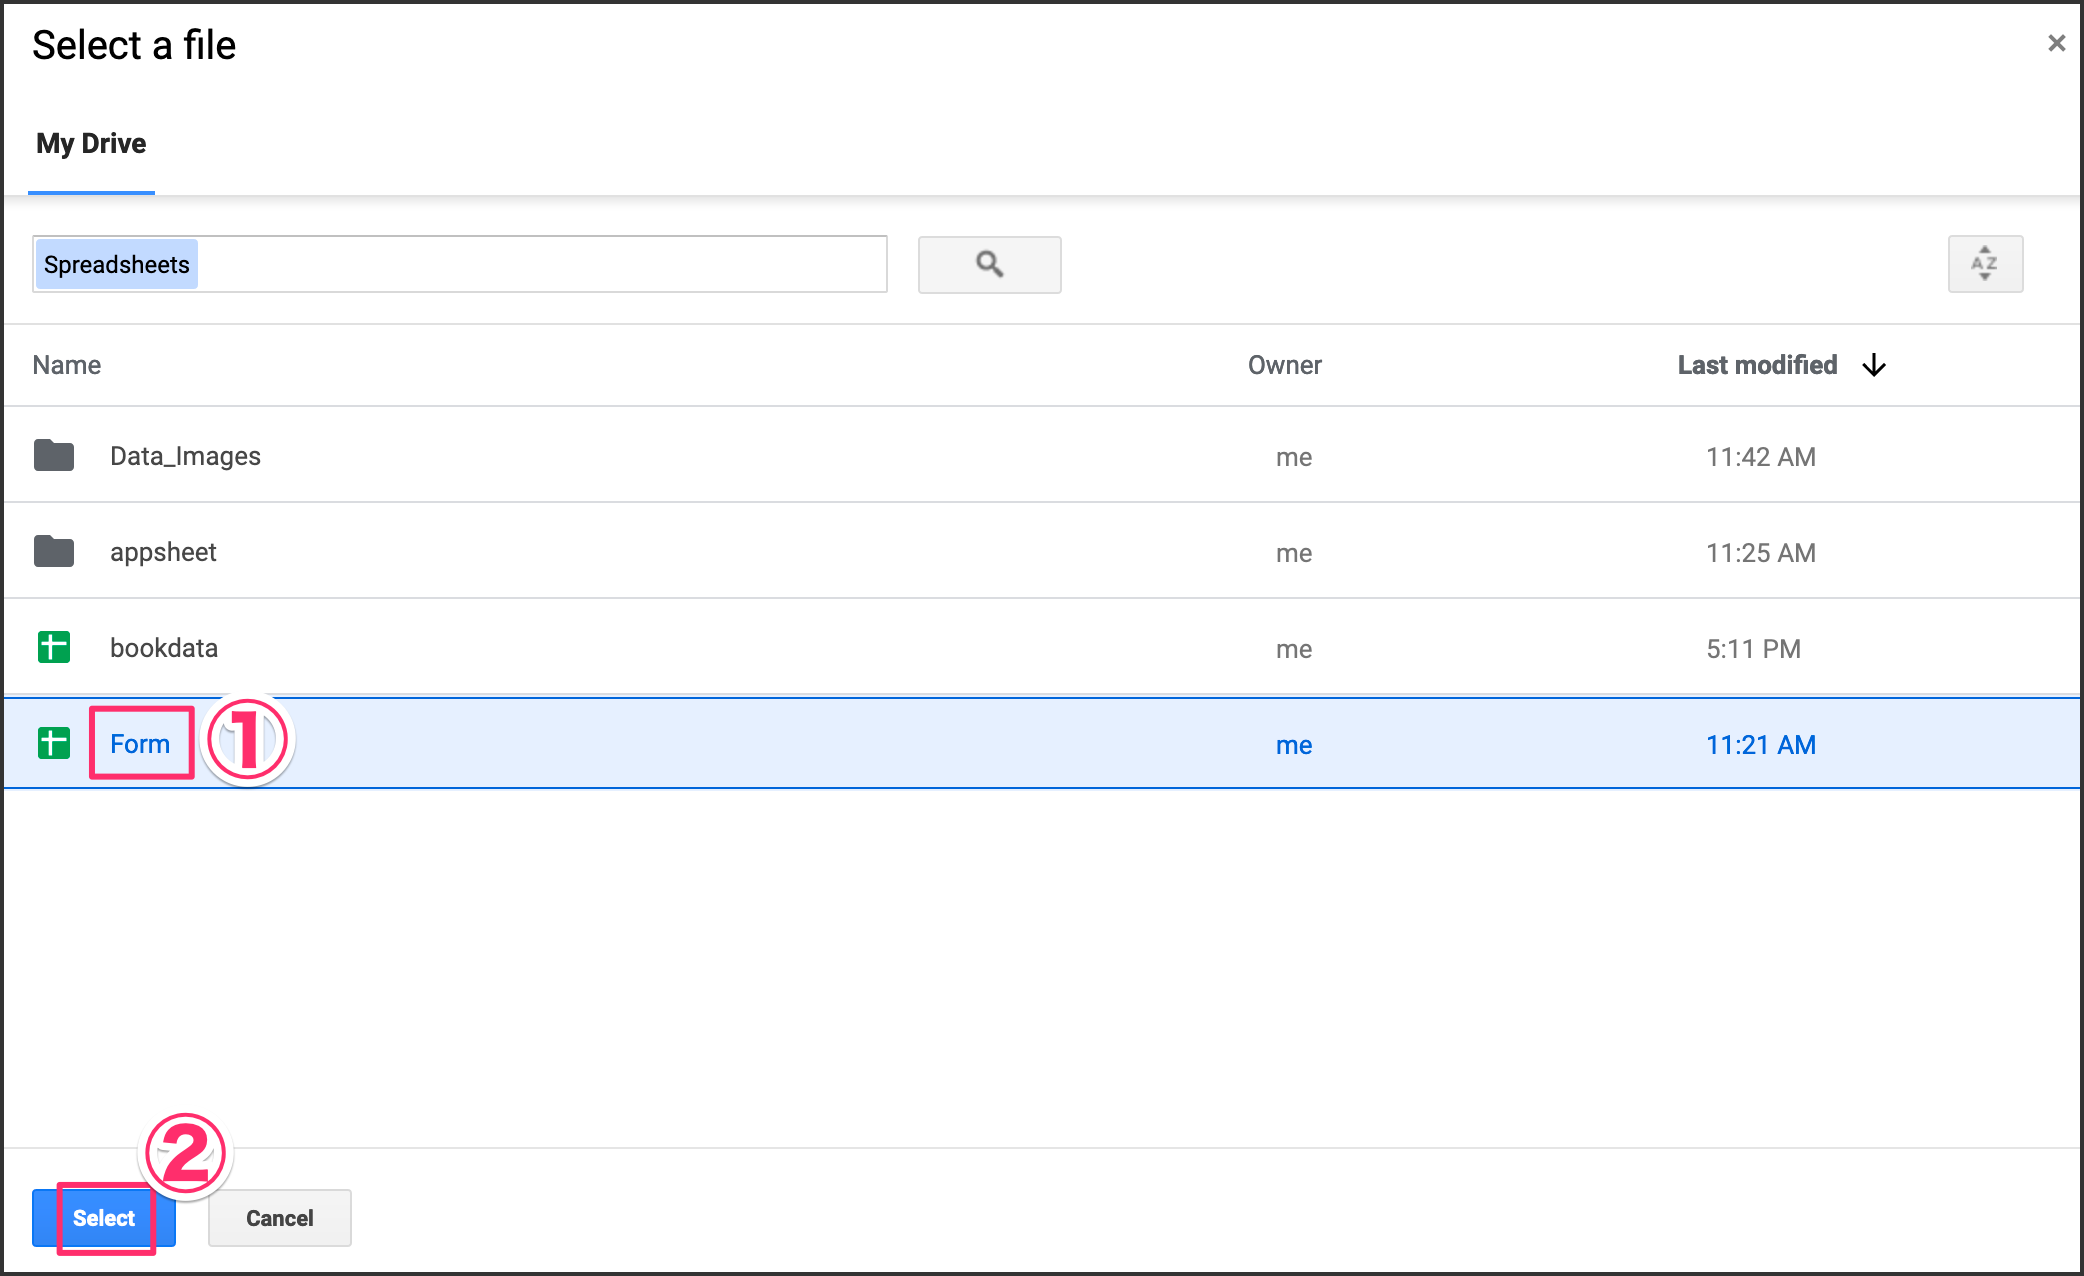 Select a file
×
My Drive
Spreadsheets
AZ
Name Owner Last modified ↓
Data_Images me 11:42 AM
appsheet me 11:25 AM
bookdata me 5:11 PM
Form ① me 11:21 AM
②
Select Cancel